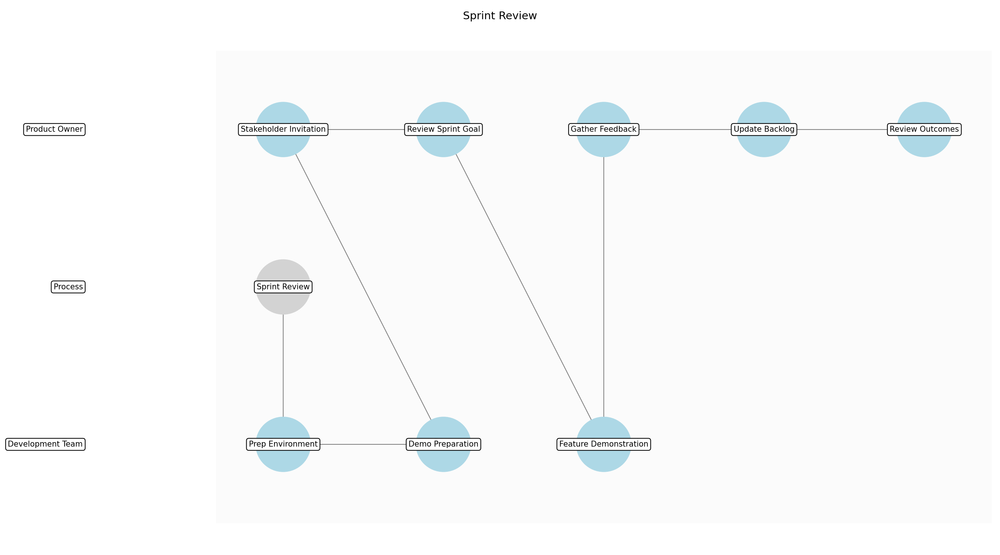 Sprint Review
Product Owner
Stakeholder Invitation
Review Sprint Goal
Gather Feedback
Update Backlog
Review Outcomes
Process
Sprint Review
Development Team
Prep Environment
Demo Preparation
Feature Demonstration